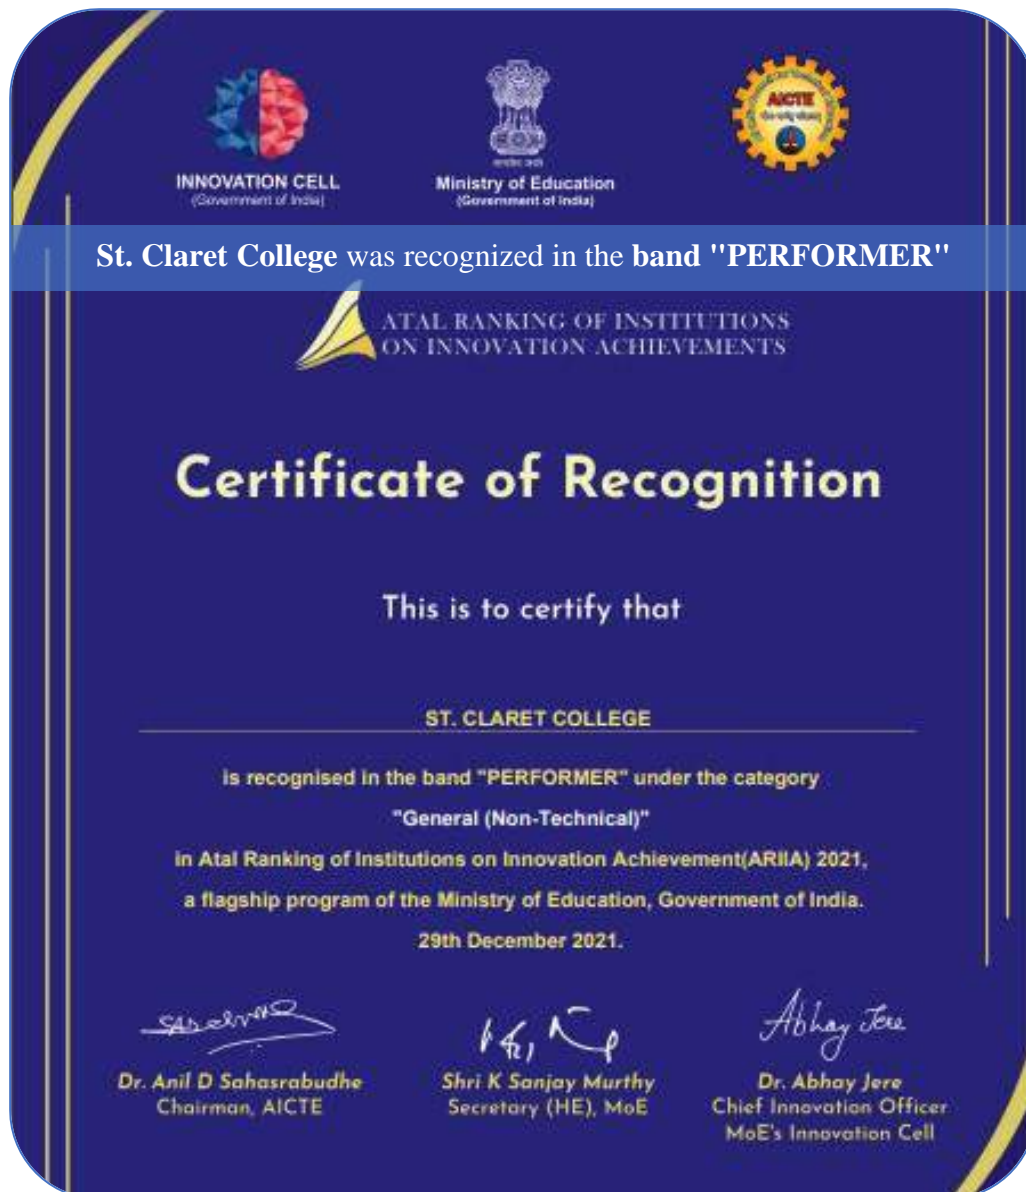 INNOVATION CELL
(Government of India)
सत्यमेव जयते
Ministry of Education
(Government of India)
AICTE
St. Claret College was recognized in the band "PERFORMER"
ATAL RANKING OF INSTITUTIONS
ON INNOVATION ACHIEVEMENTS
Certificate of Recognition
This is to certify that
ST. CLARET COLLEGE
is recognised in the band "PERFORMER" under the category
"General (Non-Technical)"
in Atal Ranking of Institutions on Innovation Achievement(ARIIA) 2021,
a flagship program of the Ministry of Education, Government of India.
29th December 2021.
Abhay Jere
Dr. Anil D Sahasrabudhe
Chairman, AICTE
Shri K Sanjay Murthy
Secretary (HE), MoE
Dr. Abhay Jere
Chief Innovation Officer
MoE's Innovation Cell